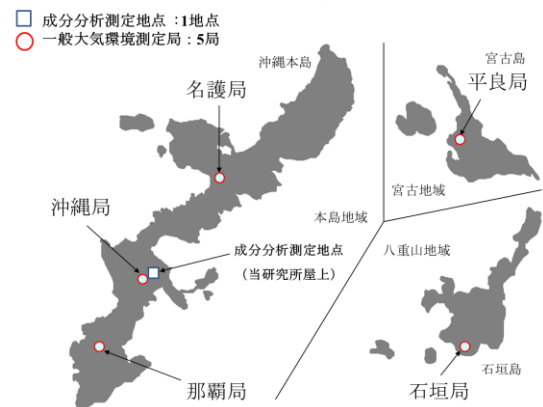 成分分析測定地点 ：1地点
一般大気環境測定局：5局
沖縄本島
名護局
宮古島
平良局
宮古地域
沖縄局
本島地域
八重山地域
成分分析測定地点
（当研究所屋上）
那覇局
石垣局
石垣島